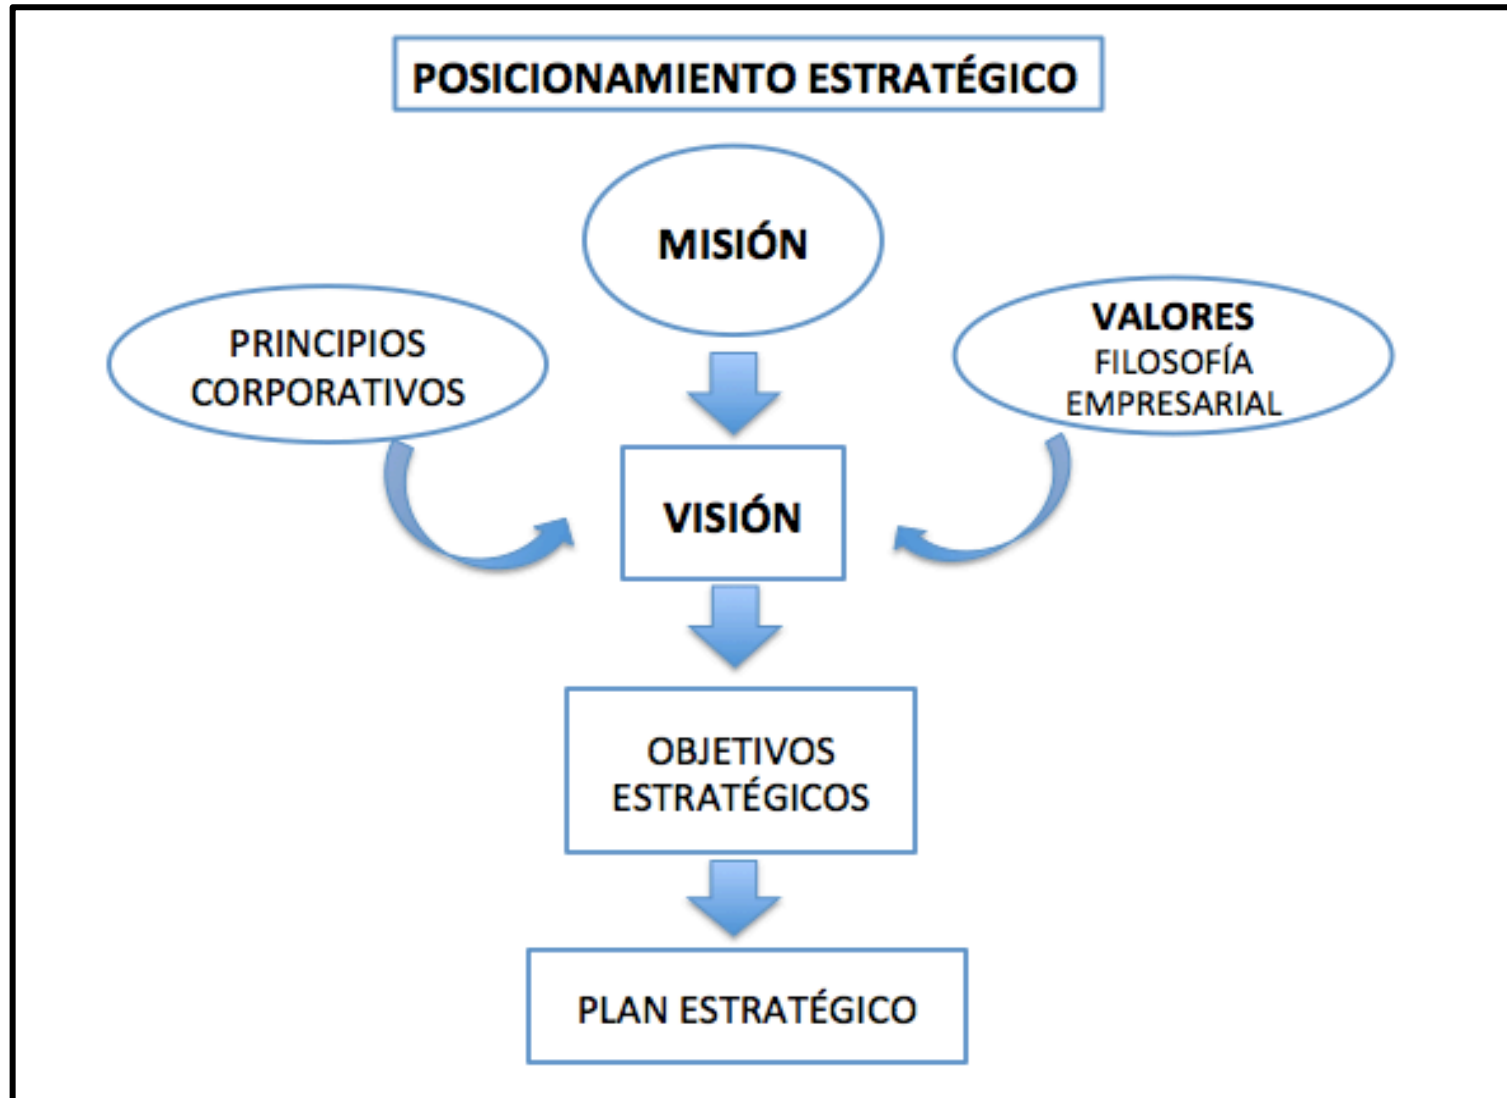 POSICIONAMIENTO ESTRATÉGICO
MISIÓN
PRINCIPIOS
CORPORATIVOS
VALORES
FILOSOFÍA
EMPRESARIAL
VISIÓN
OBJETIVOS
ESTRATÉGICOS
PLAN ESTRATÉGICO